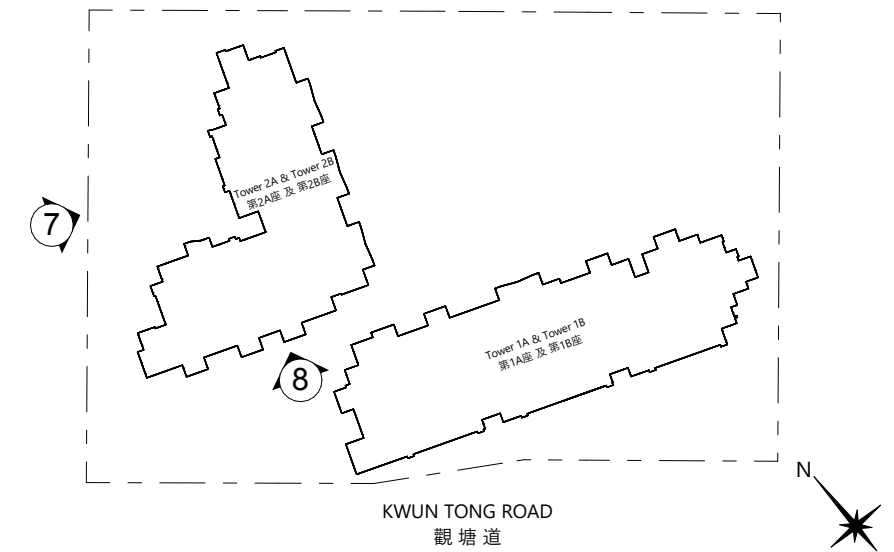 Tower 2A & Tower 2B
第2A座 及 第2B座
7
Tower 1A & Tower 1B
第1A座 及 第1B座
8
N
KWUN TONG ROAD
觀塘道